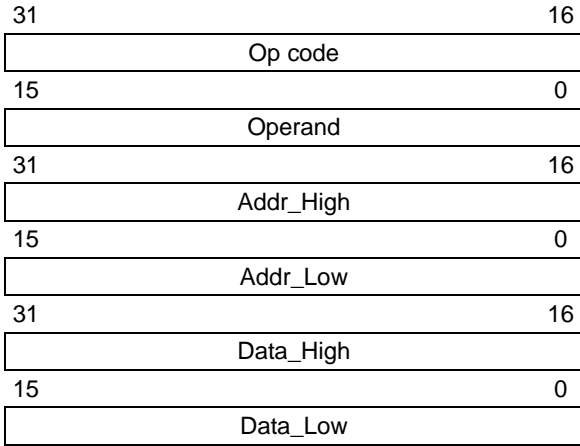 31 16
Op code
15 0
Operand
31 16
Addr_High
15 0
Addr_Low
31 16
Data_High
15 0
Data_Low